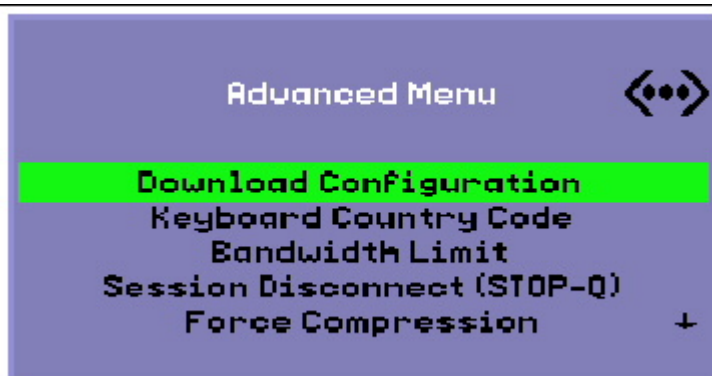 Advanced Menu
Download Configuration
Keyboard Country Code
Bandwidth Limit
Session Disconnect (STOP-Q)
Force Compression